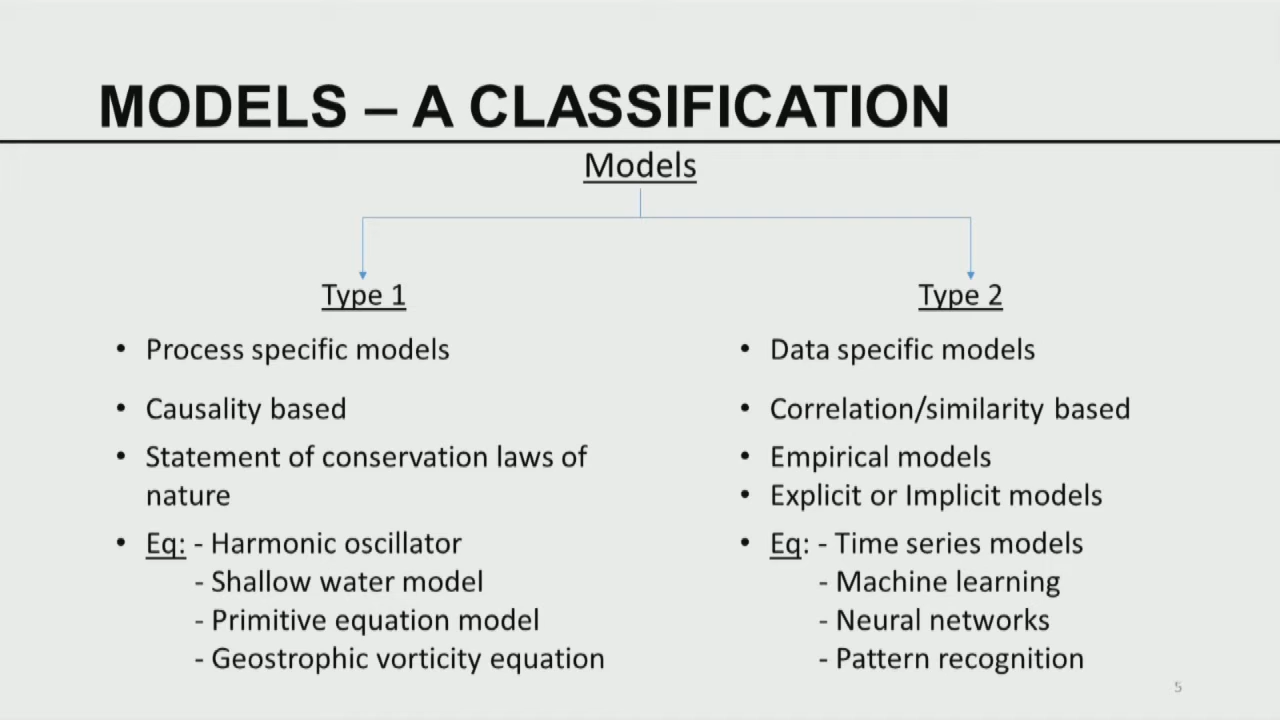 MODELS – A CLASSIFICATION
Models
Type 1
• Process specific models
• Causality based
• Statement of conservation laws of
nature
• Eq: - Harmonic oscillator
- Shallow water model
- Primitive equation model
- Geostrophic vorticity equation
Type 2
• Data specific models
• Correlation/similarity based
• Empirical models
• Explicit or Implicit models
• Eq: - Time series models
- Machine learning
- Neural networks
- Pattern recognition
5